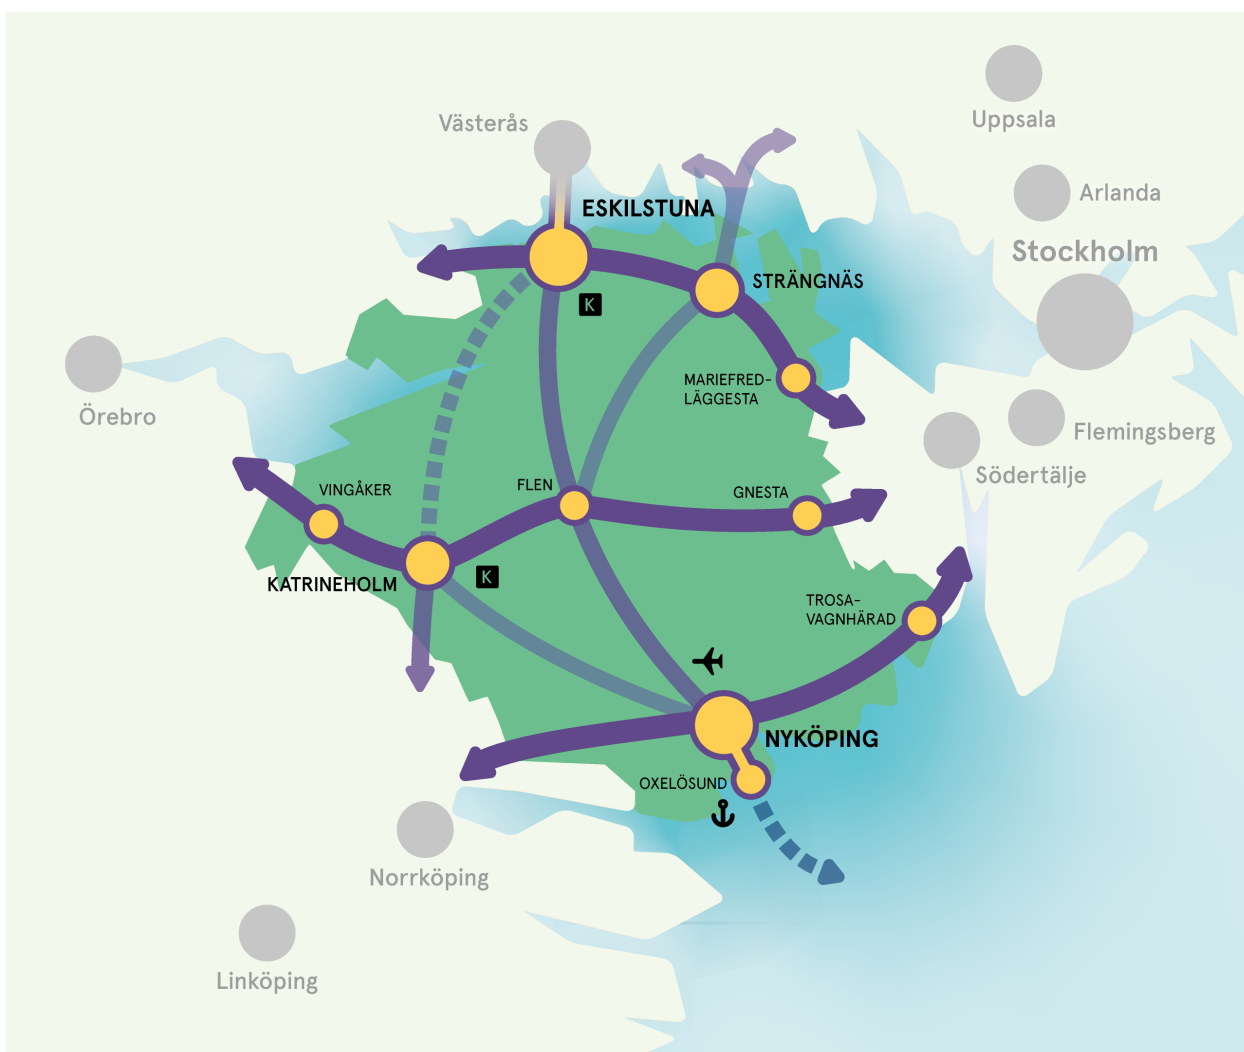 Uppsala
Västerås
Arlanda
ESKILSTUNA
Stockholm
STRÄNGNÄS
K
MARIEFRED-
LÄGGESTA
Örebro
Flemingsberg
Södertälje
VINGÅKER
FLEN
GNESTA
KATRINEHOLM
K
TROSA-
VAGNHÄRAD
NYKÖPING
OXELÖSUND
Norrköping
Linköping